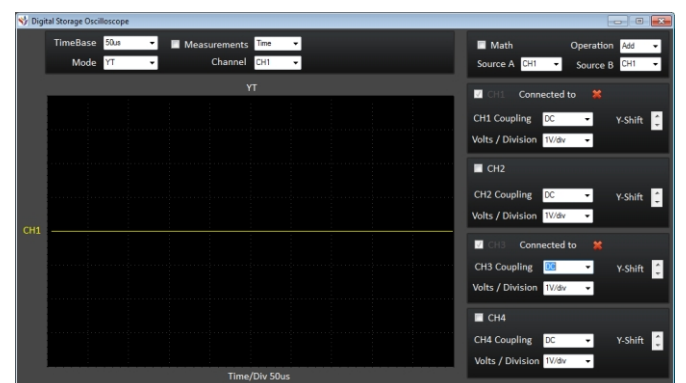 Digital Storage Oscilloscope
TimeBase 50us Measurements Time
Mode YT Channel CH1
Math Operation Add
Source A CH1 Source B CH1
YT
CH1 Connected to
CH1 Coupling DC Y-Shift
Volts / Division 1V/div
CH2
CH2 Coupling DC Y-Shift
Volts / Division 1V/div
CH1
CH3 Connected to
CH3 Coupling DC Y-Shift
Volts / Division 1V/div
CH4
CH4 Coupling DC Y-Shift
Volts / Division 1V/div
Time/Div 50us